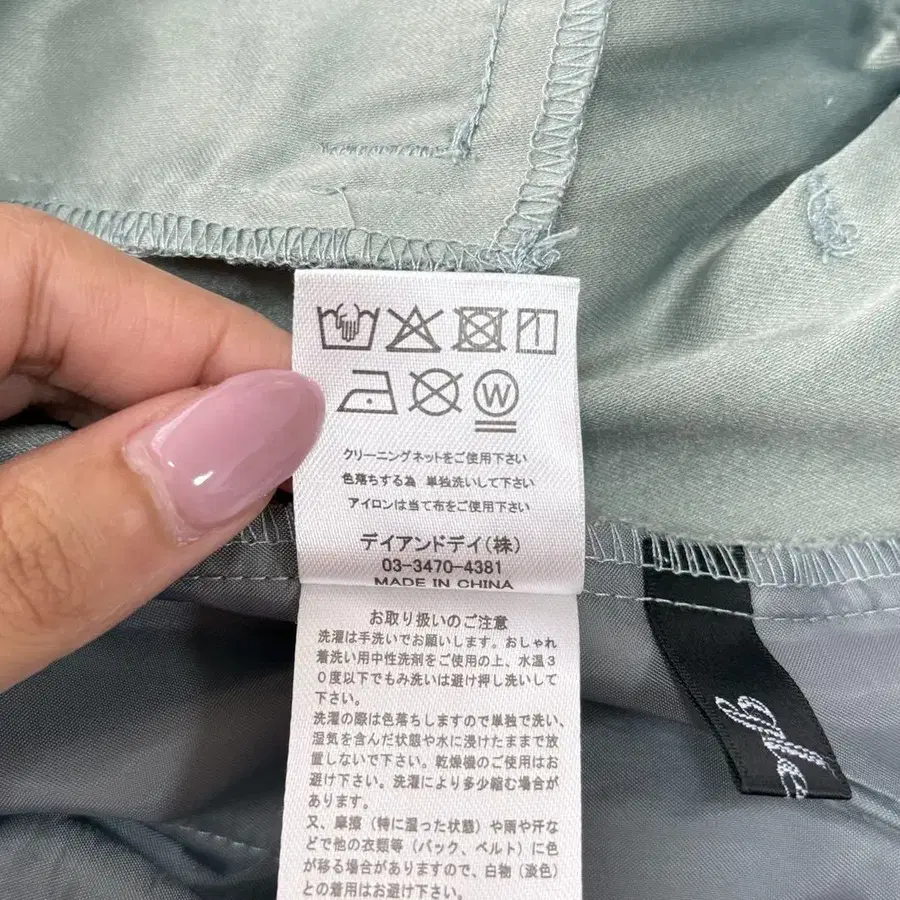 W
クリーニングネットをご使用下さい
色落ちする為 単独洗いして下さい
アイロンは当て布をご使用下さい
デイアンドデイ(株)
03-3470-4381
MADE IN CHINA
お取り扱いのご注意
洗濯は手洗いでお願いします。おしゃれ
着洗い用中性洗剤をご使用の上、水温3
0度以下でもみ洗いは避け押し洗いして
下さい。
洗濯の際は色落ちしますので単独で洗い、
湿気を含んだ状態や水に浸けたままで放
置しないで下さい。乾燥機のご使用はお
避け下さい。洗濯により多少縮む場合が
あります。
又、摩擦(特に湿った状態)や雨や汗な
どで他の衣類等(バック、ベルト)に色
が移る場合がありますので、白物(淡色)
との着用はお避け下さい。